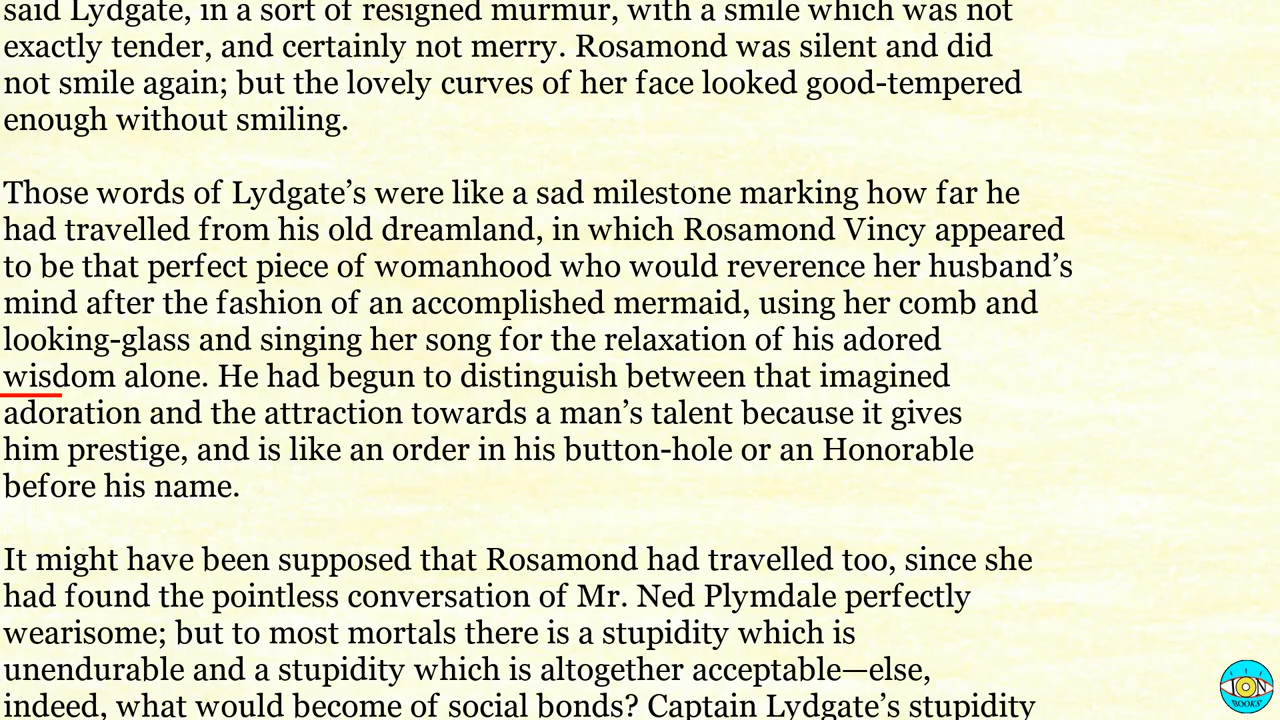 said Lydgate, in a sort of resigned murmur, with a smile which was not
exactly tender, and certainly not merry. Rosamond was silent and did
not smile again; but the lovely curves of her face looked good-tempered
enough without smiling.
Those words of Lydgate’s were like a sad milestone marking how far he
had travelled from his old dreamland, in which Rosamond Vincy appeared
to be that perfect piece of womanhood who would reverence her husband’s
mind after the fashion of an accomplished mermaid, using her comb and
looking-glass and singing her song for the relaxation of his adored
wisdom alone. He had begun to distinguish between that imagined
adoration and the attraction towards a man’s talent because it gives
him prestige, and is like an order in his button-hole or an Honorable
before his name.
It might have been supposed that Rosamond had travelled too, since she
had found the pointless conversation of Mr. Ned Plymdale perfectly
wearisome; but to most mortals there is a stupidity which is
unendurable and a stupidity which is altogether acceptable—else,
indeed, what would become of social bonds? Captain Lydgate’s stupidity
ION
BOOKS